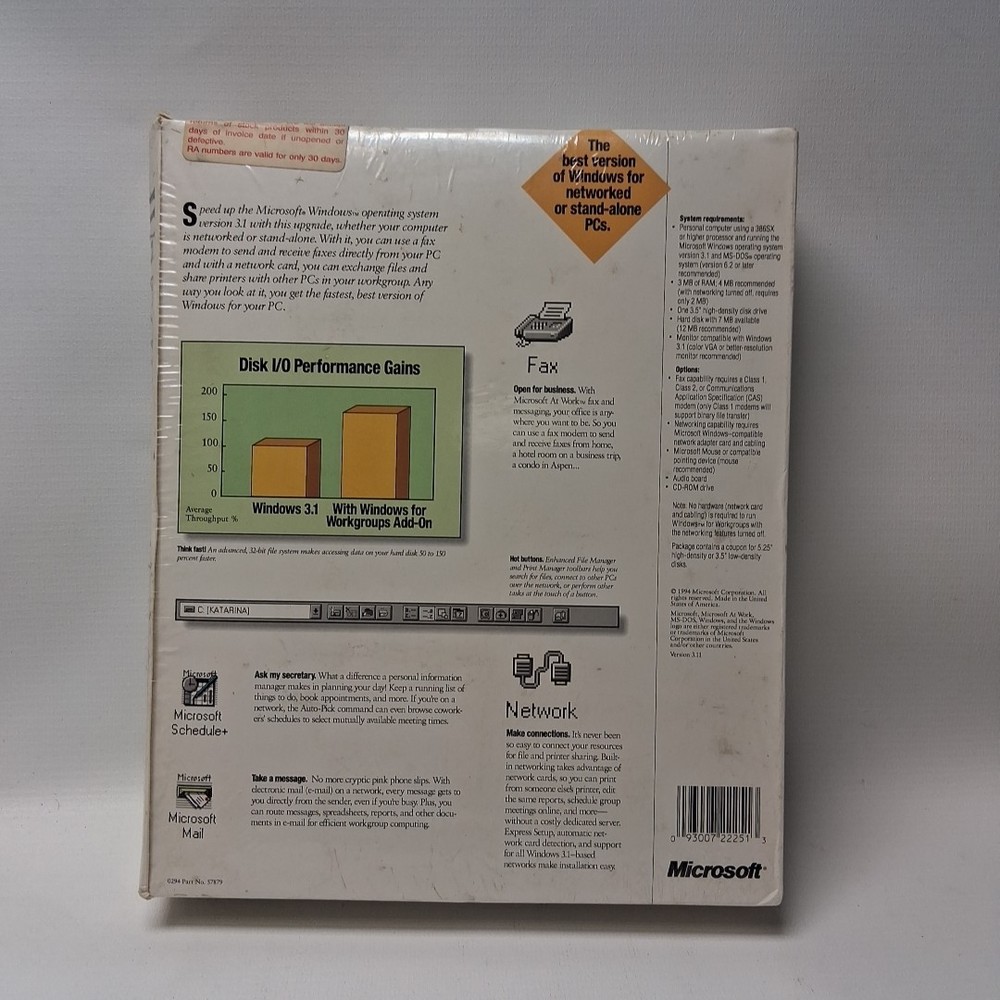 returns of stock products within 30
days of invoice date if unopened or
defective.
RA numbers are valid for only 30 days.
The
best version
of Windows for
networked
or stand-alone
PCs.
Speed up the Microsoft® Windows™ operating system
version 3.1 with this upgrade, whether your computer
is networked or stand-alone. With it, you can use a fax
modem to send and receive faxes directly from your PC
and with a network card, you can exchange files and
share printers with other PCs in your workgroup. Any
way you look at it, you get the fastest, best version of
Windows for your PC.
Disk I/O Performance Gains
200
150
100
50
0
Average
Throughput %
Windows 3.1
With Windows for
Workgroups Add-On
Think fast! An advanced, 32-bit file system makes accessing data on your hard disk 50 to 150
percent faster.
Fax
Open for business. With
Microsoft At Work™ fax and
messaging, your office is any-
where you want to be. So you
can use a fax modem to send
and receive faxes from home,
a hotel room on a business trip,
a condo in Aspen...
Hot buttons. Enhanced File Manager
and Print Manager toolbars help you
search for files, connect to other PCs
over the network, or perform other
tasks at the touch of a button.
C: [KATARINA]
Microsoft
Microsoft
Schedule+
Ask my secretary. What a difference a personal information
manager makes in planning your day! Keep a running list of
things to do, book appointments, and more. If you're on a
network, the Auto-Pick command can even browse cowork-
ers' schedules to select mutually available meeting times.
Microsoft
Microsoft
Mail
Take a message. No more cryptic pink phone slips. With
electronic mail (e-mail) on a network, every message gets to
you directly from the sender, even if you're busy. Plus, you
can route messages, spreadsheets, reports, and other docu-
ments in e-mail for efficient workgroup computing.
Network
Make connections. It's never been
so easy to connect your resources
for file and printer sharing. Built-
in networking takes advantage of
network cards, so you can print
from someone else's printer, edit
the same reports, schedule group
meetings online, and more—
without a costly dedicated server.
Express Setup, automatic net-
work card detection, and support
for all Windows 3.1–based
networks make installation easy.
System requirements:
• Personal computer using a 386SX
or higher processor and running the
Microsoft Windows operating system
version 3.1 and MS-DOS® operating
system (version 6.2 or later
recommended)
• 3 MB of RAM; 4 MB recommended
(with networking turned off, requires
only 2 MB)
• One 3.5" high-density disk drive
• Hard disk with 7 MB available
(12 MB recommended)
• Monitor compatible with Windows
3.1 (color VGA or better-resolution
monitor recommended)
Options:
• Fax capability requires a Class 1,
Class 2, or Communications
Application Specification (CAS)
modem (only Class 1 modems will
support binary file transfer)
• Networking capability requires
Microsoft Windows-compatible
network adapter card and cabling
• Microsoft Mouse or compatible
pointing device (mouse
recommended)
• Audio board
• CD-ROM drive
Note: No hardware (network card
and cabling) is required to run
Windows™ for Workgroups with
the networking features turned off.
Package contains a coupon for 5.25"
high-density or 3.5" low-density
disks.
© 1994 Microsoft Corporation. All
rights reserved. Made in the United
States of America.
Microsoft, Microsoft At Work,
MS-DOS, Windows, and the Windows
logo are either registered trademarks
or trademarks of Microsoft
Corporation in the United States
and/or other countries.
Version 3.11
0 93007 22251 3
Microsoft®
0294 Part No. 57879